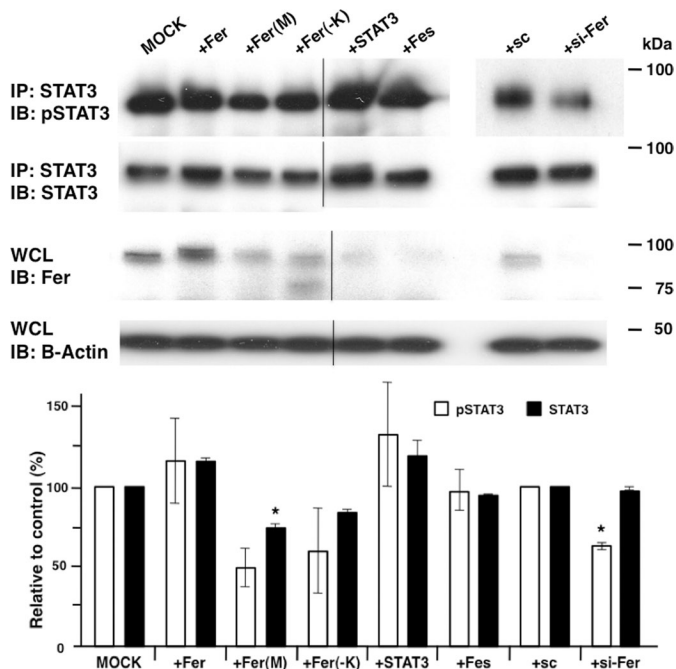 MOCK +Fer +Fer(M) +Fer(-K) +STAT3 +Fes +sc +si-Fer
kDa
100
IP: STAT3
IB: pSTAT3
100
IP: STAT3
IB: STAT3
100
WCL
IB: Fer
75
50
WCL
IB: B-Actin
150
pSTAT3 STAT3
100
*
*
50
0
Relative to control (%)
MOCK +Fer +Fer(M) +Fer(-K) +STAT3 +Fes +sc +si-Fer